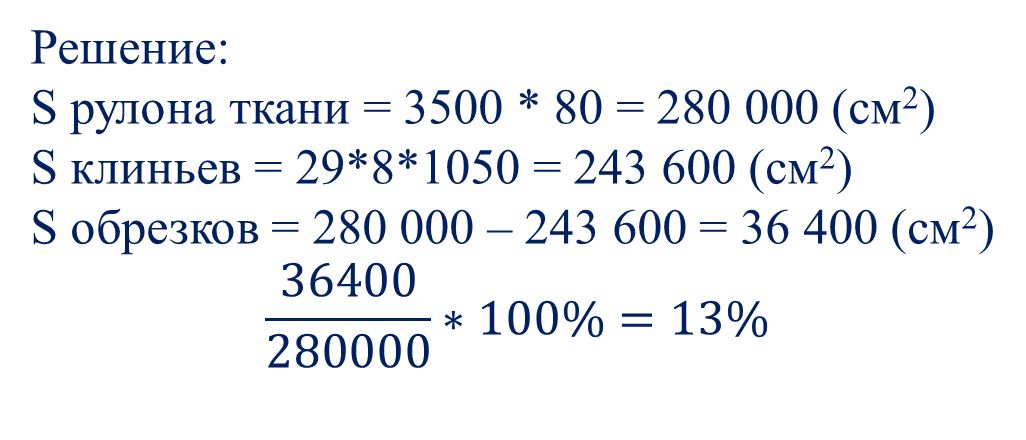 Решение:
S рулона ткани = 3500 * 80 = 280 000 (см²)
S клиньев = 29*8*1050 = 243 600 (см²)
S обрезков = 280 000 – 243 600 = 36 400 (см²)
36400
280000
∗ 100% = 13%